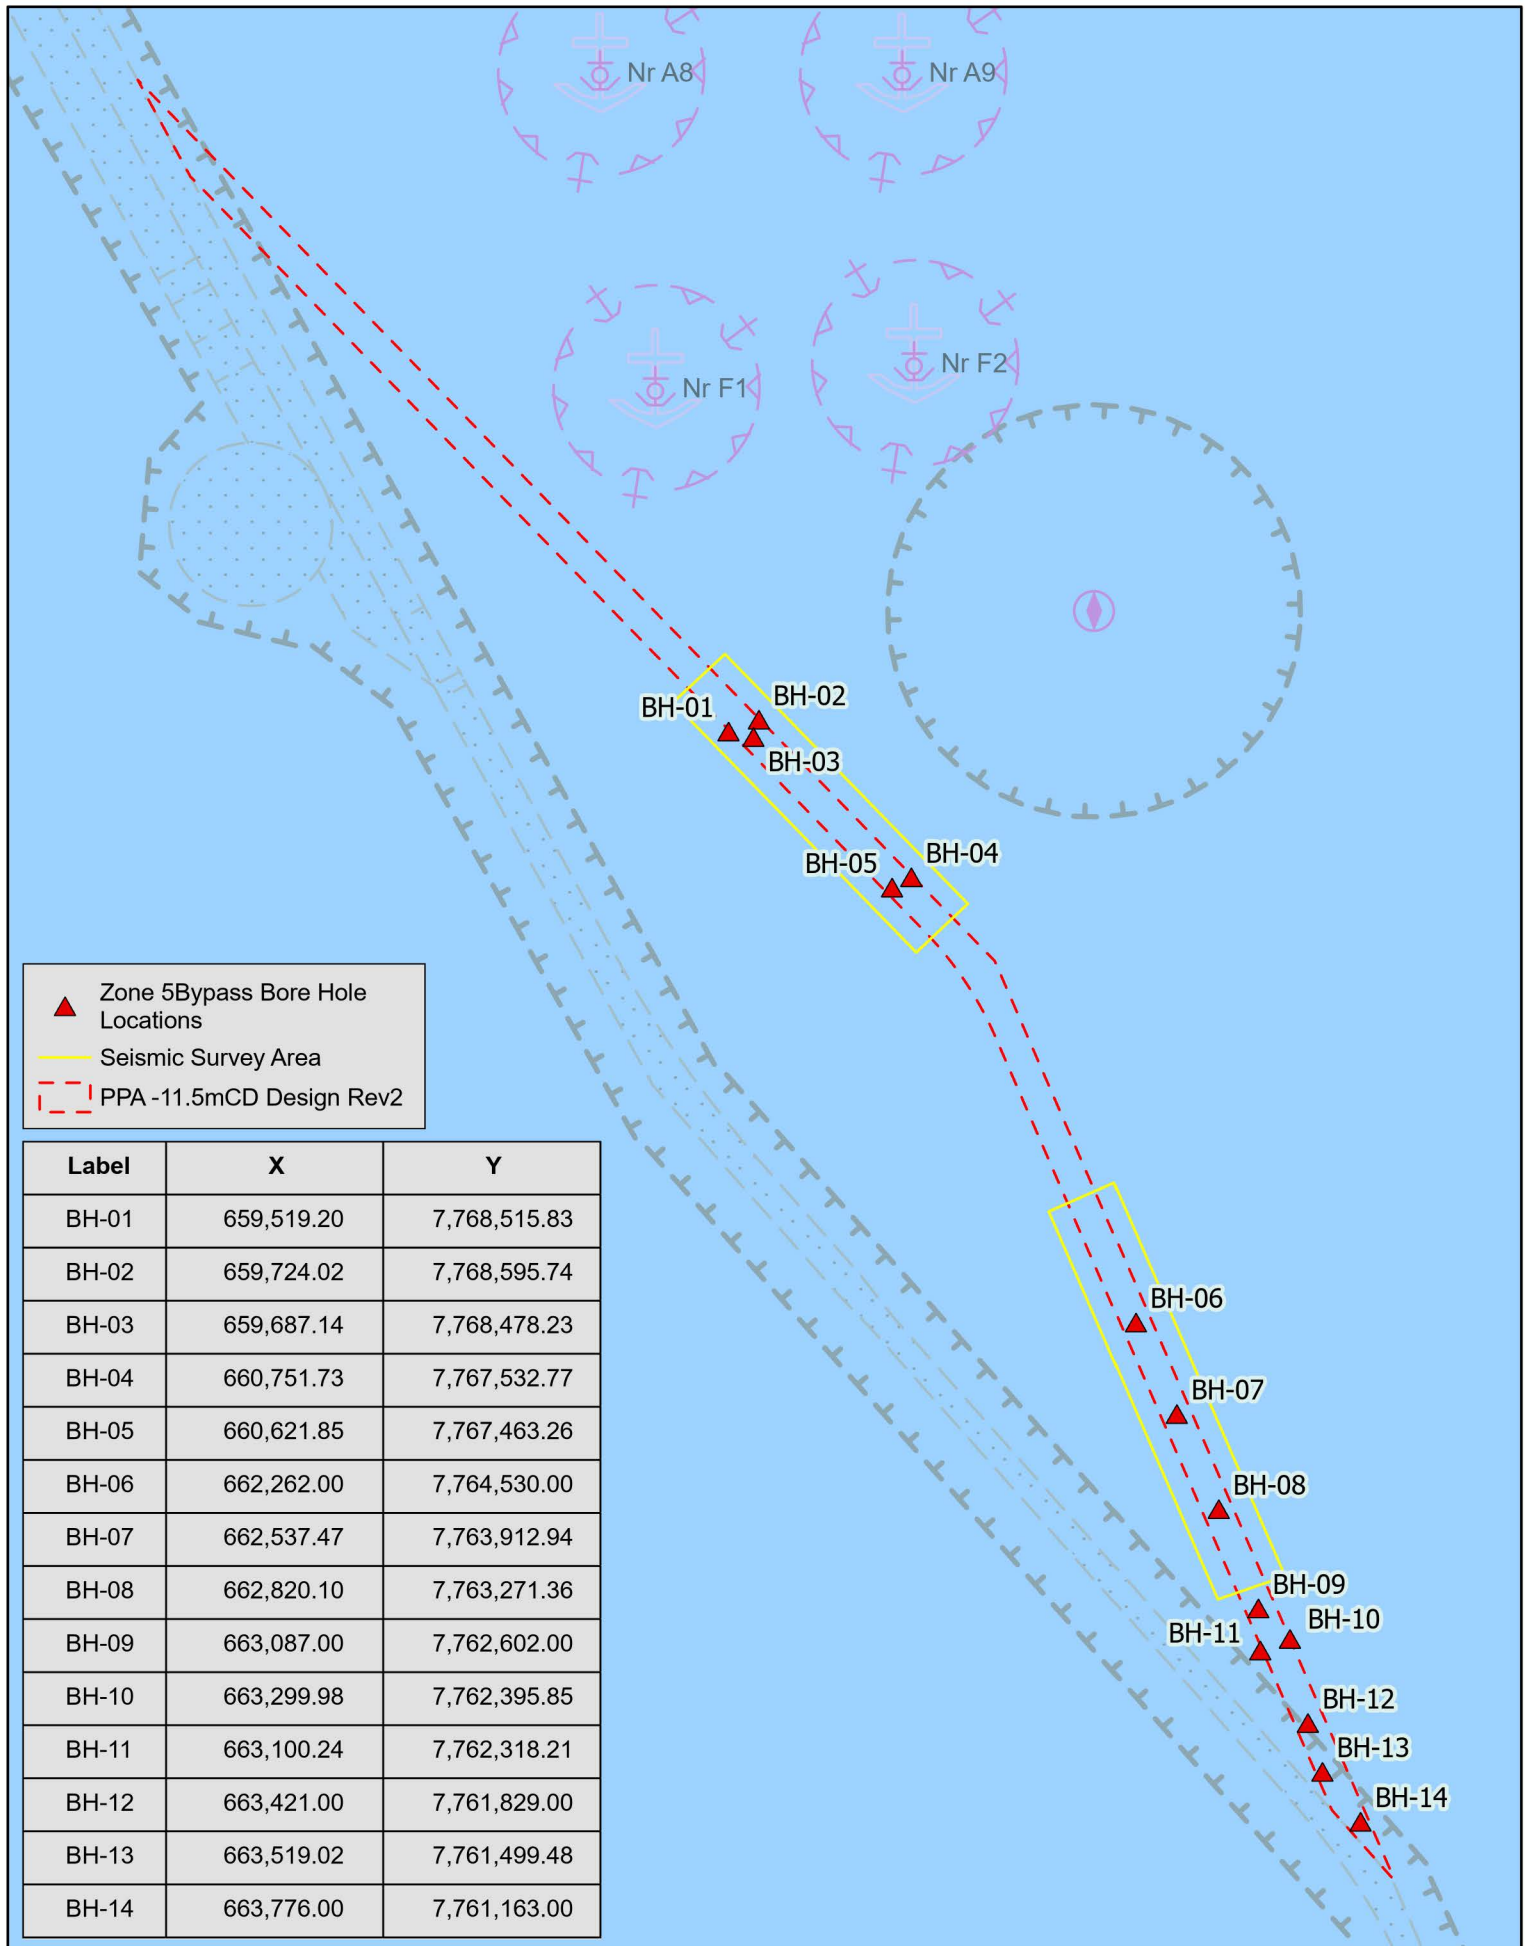 Nr A8
Nr A9
Nr F1
Nr F2
BH-01
BH-02
BH-03
BH-04
BH-05
BH-06
BH-07
BH-08
BH-09
BH-10
BH-11
BH-12
BH-13
BH-14
Zone 5Bypass Bore Hole
Locations
Seismic Survey Area
PPA -11.5mCD Design Rev2
Label X Y
BH-01 659,519.20 7,768,515.83
BH-02 659,724.02 7,768,595.74
BH-03 659,687.14 7,768,478.23
BH-04 660,751.73 7,767,532.77
BH-05 660,621.85 7,767,463.26
BH-06 662,262.00 7,764,530.00
BH-07 662,537.47 7,763,912.94
BH-08 662,820.10 7,763,271.36
BH-09 663,087.00 7,762,602.00
BH-10 663,299.98 7,762,395.85
BH-11 663,100.24 7,762,318.21
BH-12 663,421.00 7,761,829.00
BH-13 663,519.02 7,761,499.48
BH-14 663,776.00 7,761,163.00